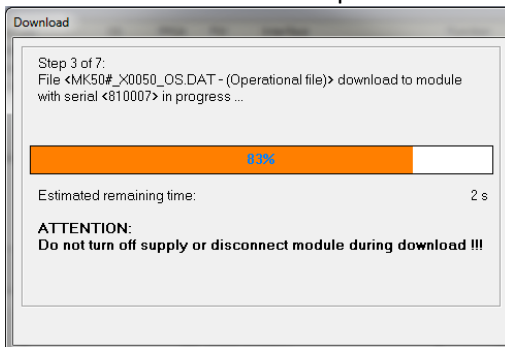 Download
Step 3 of 7:
File <MK50#_X0050_OS.DAT - (Operational file)> download to module
with serial <810007> in progress ...
83%
Estimated remaining time: 2 s
ATTENTION:
Do not turn off supply or disconnect module during download !!!